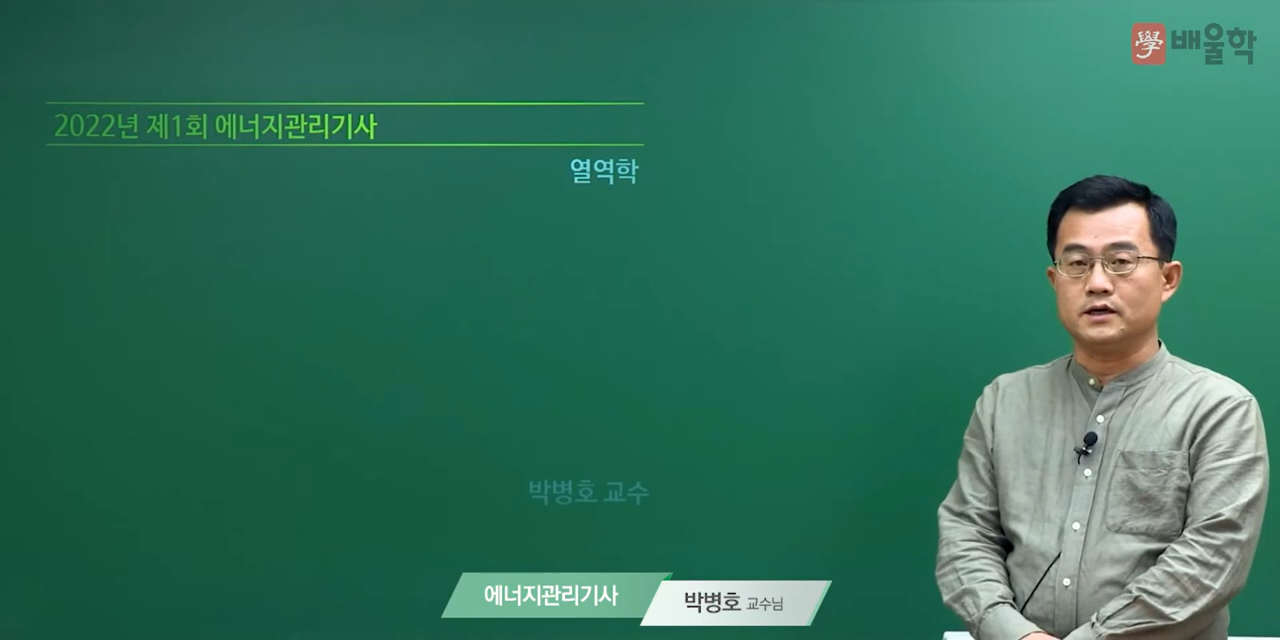 學 배울학
2022년 제1회 에너지관리기사
열역학
박병호 교수
에너지관리기사
박병호 교수님